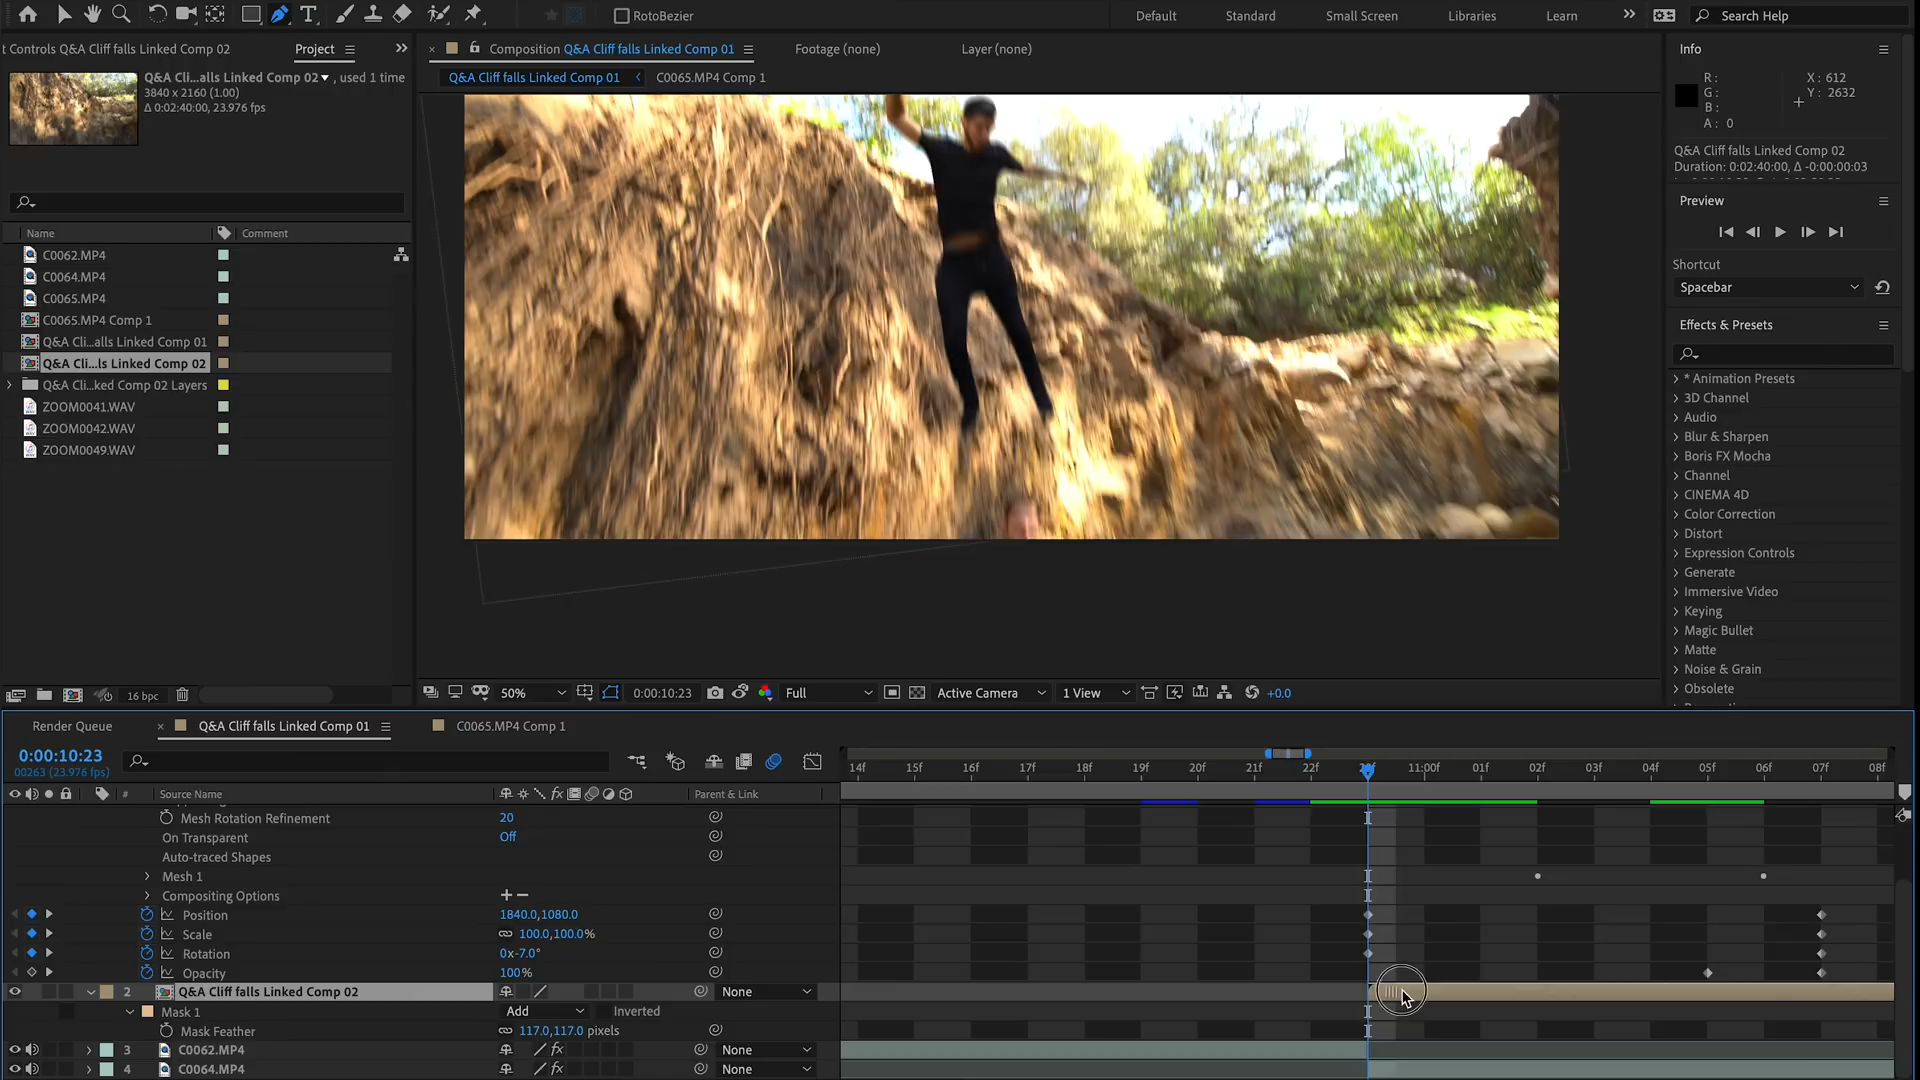 RotoBezier
Default
Standard
Small Screen
Libraries
Learn
Search Help
t Controls Q&A Cliff falls Linked Comp 02
Project
Composition Q&A Cliff falls Linked Comp 01
Footage (none)
Layer (none)
Info
Q&A Cli...alls Linked Comp 02 , used 1 time
3840 x 2160 (1.00)
Δ 0:02:40:00, 23.976 fps
Q&A Cliff falls Linked Comp 01
C0065.MP4 Comp 1
R :
G :
B :
A : 0
X : 612
Y : 2632
Q&A Cliff falls Linked Comp 02
Duration: 0:02:40:00, Δ -0:00:00:03
Preview
Shortcut
Spacebar
Effects & Presets
Name
Comment
C0062.MP4
C0064.MP4
C0065.MP4
C0065.MP4 Comp 1
Q&A Cli...alls Linked Comp 01
Q&A Cli...ls Linked Comp 02
Q&A Cli...ked Comp 02 Layers
ZOOM0041.WAV
ZOOM0042.WAV
ZOOM0049.WAV
* Animation Presets
3D Channel
Audio
Blur & Sharpen
Boris FX Mocha
Channel
CINEMA 4D
Color Correction
Distort
Expression Controls
Generate
Immersive Video
Keying
Magic Bullet
Matte
Noise & Grain
Obsolete
16 bpc
50%
0:00:10:23
Full
Active Camera
1 View
+0.0
Render Queue
Q&A Cliff falls Linked Comp 01
C0065.MP4 Comp 1
0:00:10:23
00263 (23.976 fps)
14f 15f 16f 17f 18f 19f 20f 21f 22f 11:00f 01f 02f 03f 04f 05f 06f 07f 08f
#
Source Name
fx
Parent & Link
Mesh Rotation Refinement 20
On Transparent Off
Auto-traced Shapes
Mesh 1
Compositing Options
Position 1840.0,1080.0
Scale 100.0,100.0%
Rotation 0x-7.0°
Opacity 100%
2 Q&A Cliff falls Linked Comp 02 None
Mask 1 Add Inverted
Mask Feather 117.0,117.0 pixels
3 C0062.MP4 fx None
4 C0064.MP4 fx None